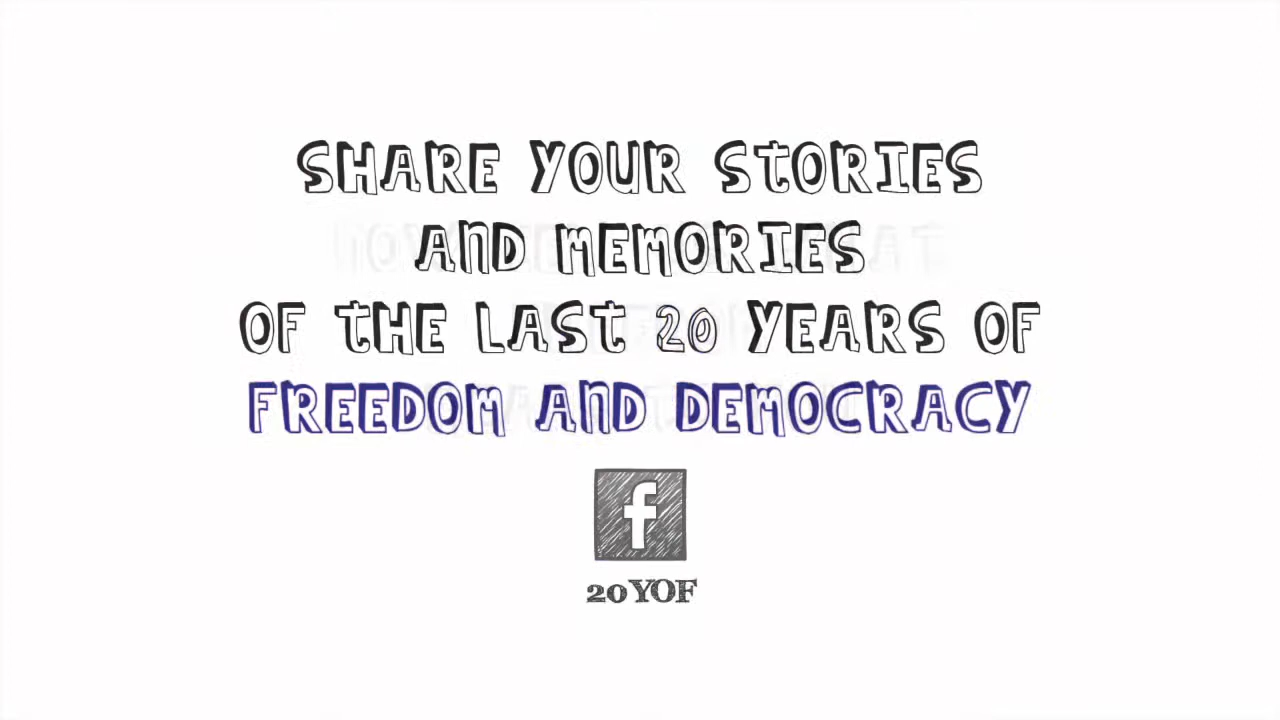 SHARE YOUR STORIES
AND MEMORIES
OF THE LAST 20 YEARS OF
FREEDOM AND DEMOCRACY
f
20YOF